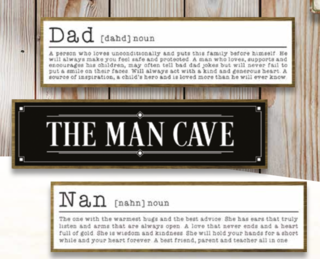 Dad [dahd] noun
A person who loves unconditionally and puts this family before himself. He
will always make you feel safe and protected. A man who loves, supports and
encourages his children, may often tell bad dad jokes but will never fail to
put a smile on their faces. Will always act with a kind and generous heart. A
source of inspiration, a child's hero and is loved more than he will ever know.
THE MAN CAVE
Nan [nahn] noun
The one with the warmest hugs and the best advice. She has ears that truly
listen and arms that are always open. A love that never ends and a heart
full of gold. She is wisdom and kindness. She will hold your hands for a short
while and your heart forever. A best friend, parent and teacher all in one